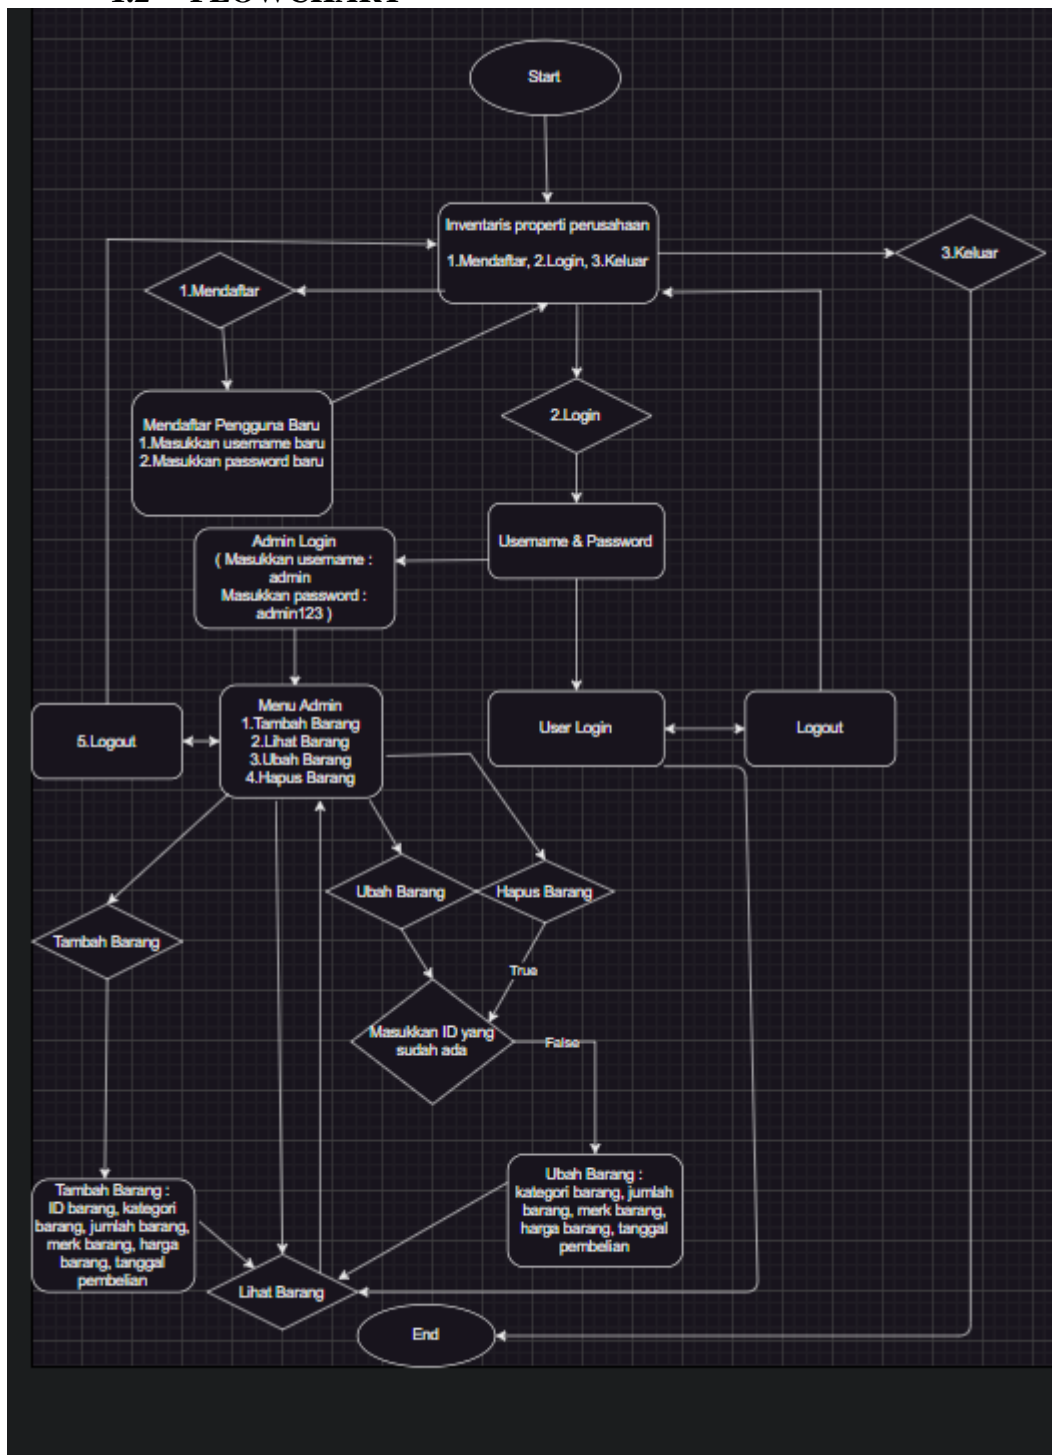 1.2 FLOWCHART
Start
Inventaris properti perusahaan
1.Mendaftar, 2.Login, 3.Keluar
3.Keluar
1.Mendaftar
Mendaftar Pengguna Baru
1.Masukkan username baru
2.Masukkan password baru
2.Login
Username & Password
Admin Login
( Masukkan username :
admin
Masukkan password :
admin123 )
Menu Admin
1.Tambah Barang
2.Lihat Barang
3.Ubah Barang
4.Hapus Barang
5.Logout
User Login
Logout
Ubah Barang
Hapus Barang
Tambah Barang
True
Masukkan ID yang
sudah ada
False
Tambah Barang :
ID barang, kategori
barang, jumlah barang,
merk barang, harga
barang, tanggal
pembelian
Ubah Barang :
kategori barang, jumlah
barang, merk barang,
harga barang, tanggal
pembelian
Lihat Barang
End